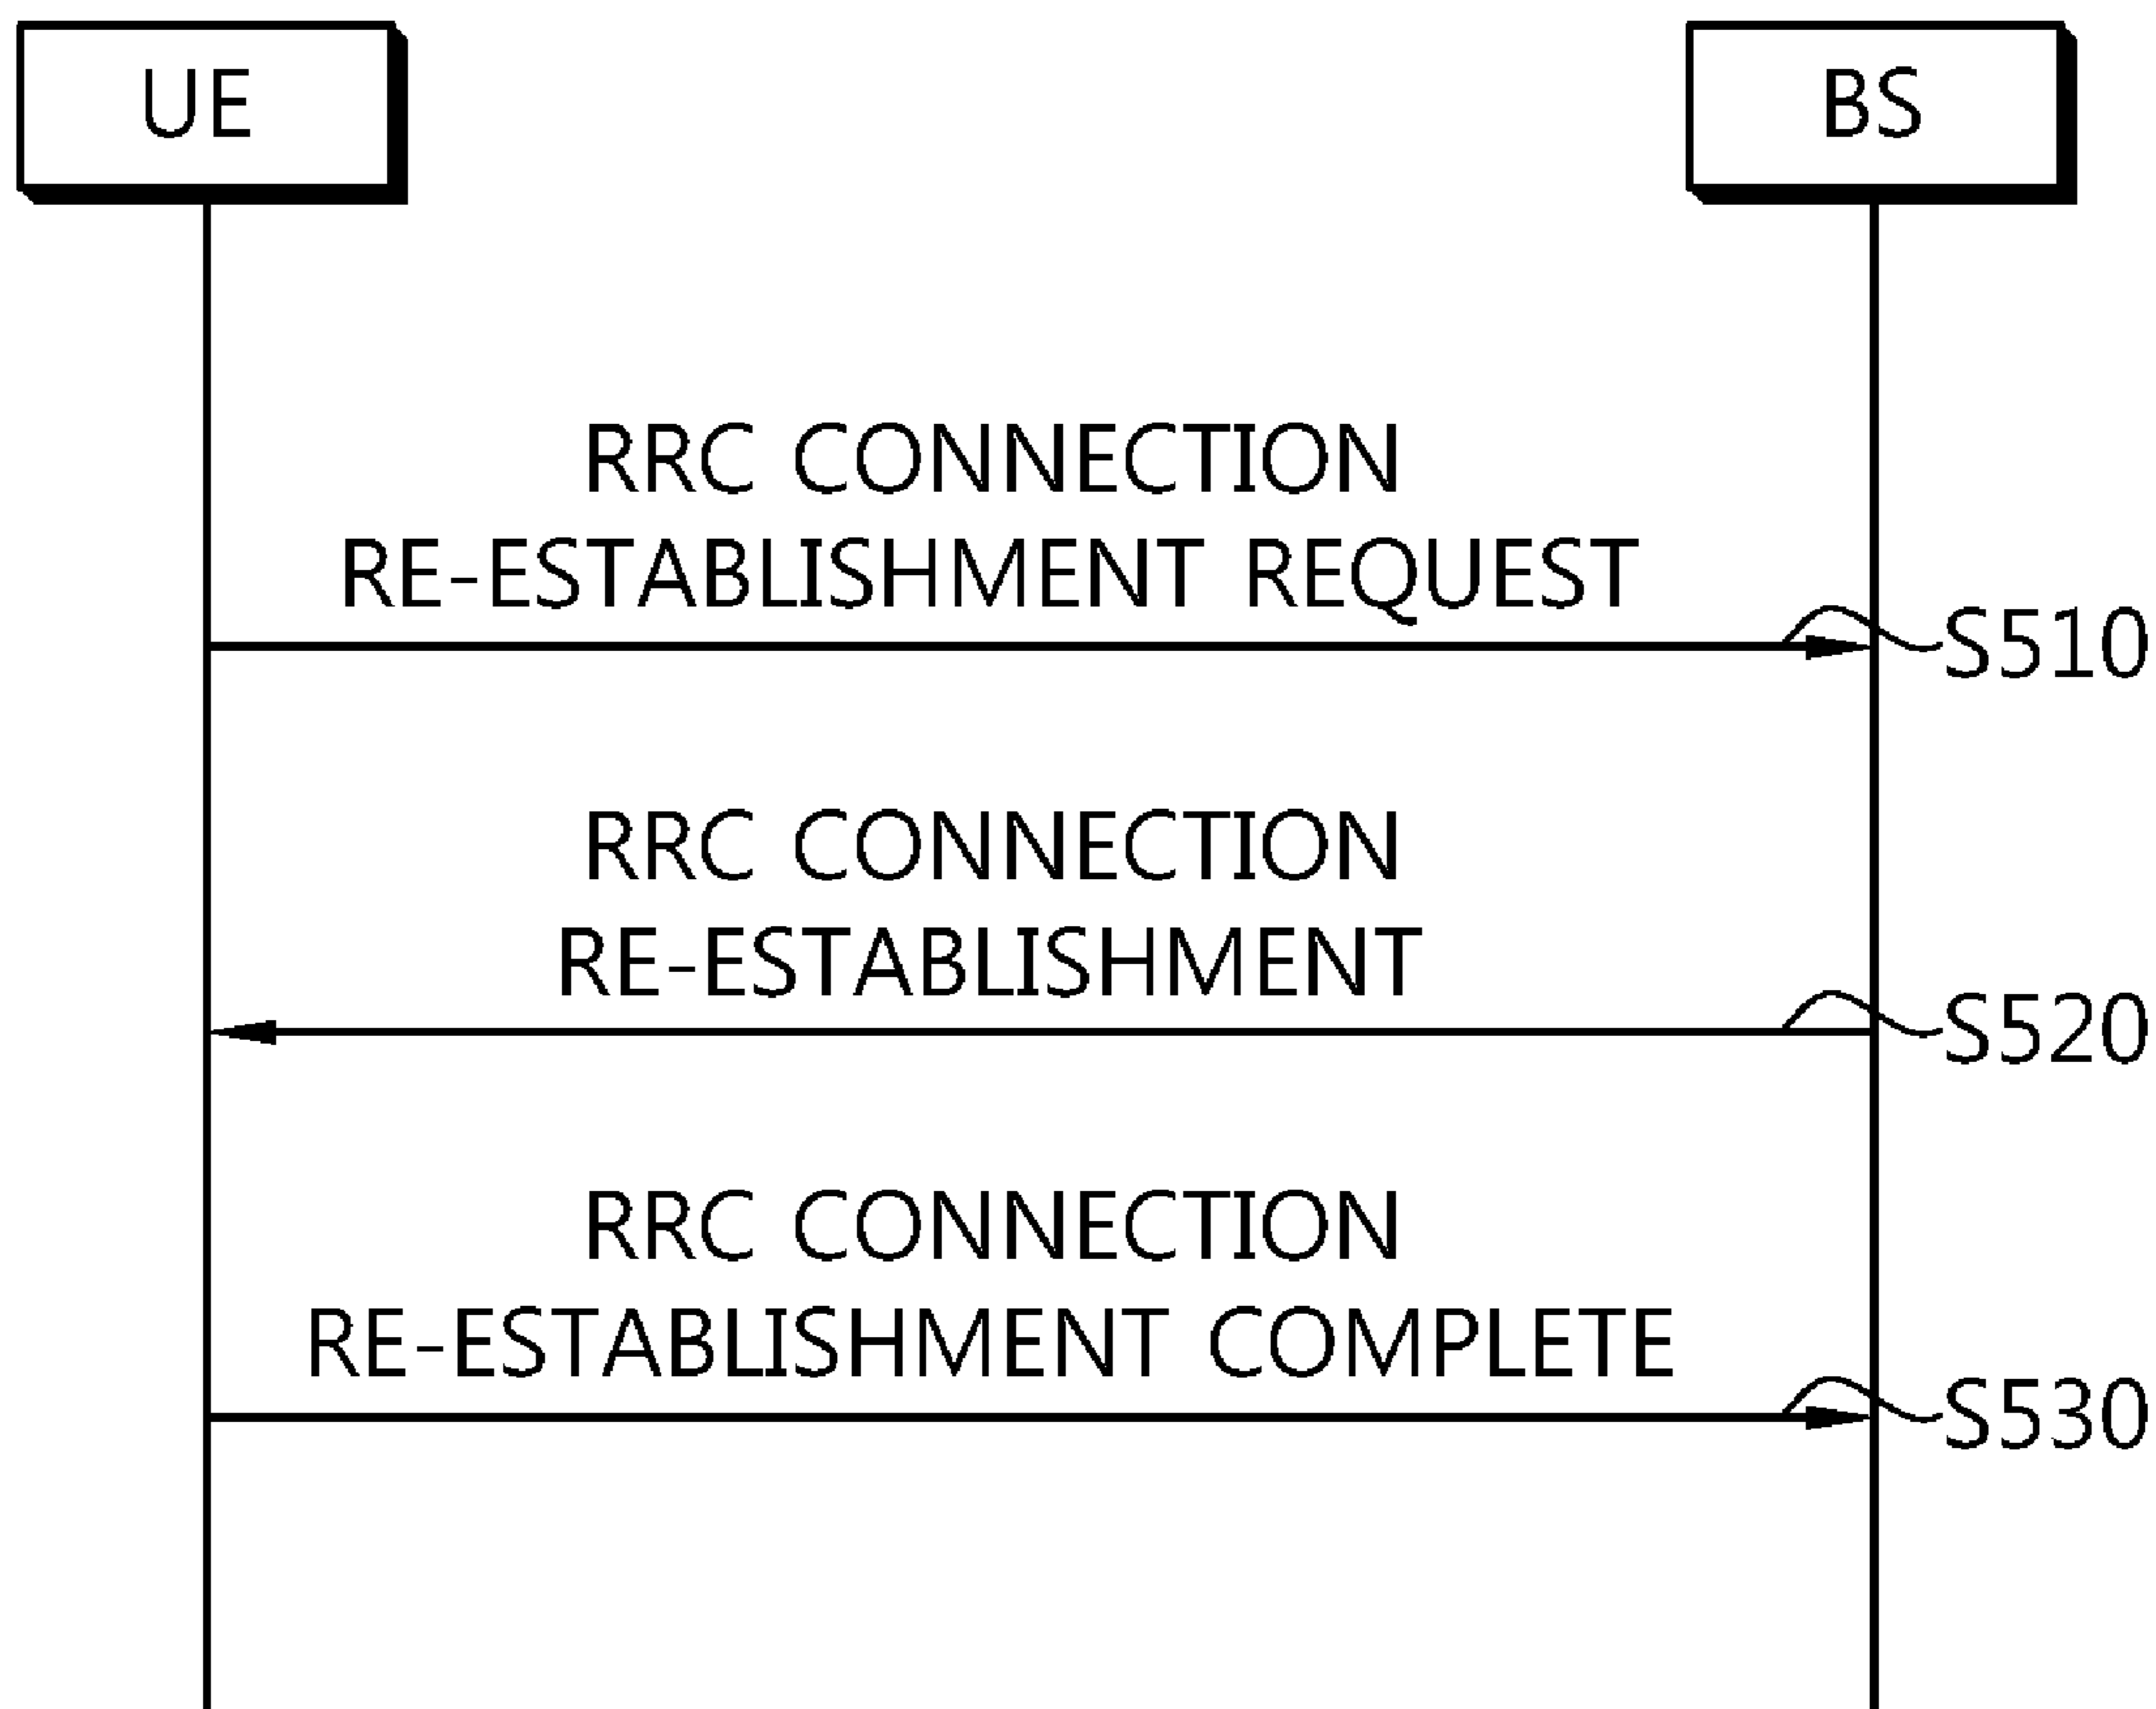 UE
BS
RRC CONNECTION
RE-ESTABLISHMENT REQUEST
S510
RRC CONNECTION
RE-ESTABLISHMENT
S520
RRC CONNECTION
RE-ESTABLISHMENT COMPLETE
S530